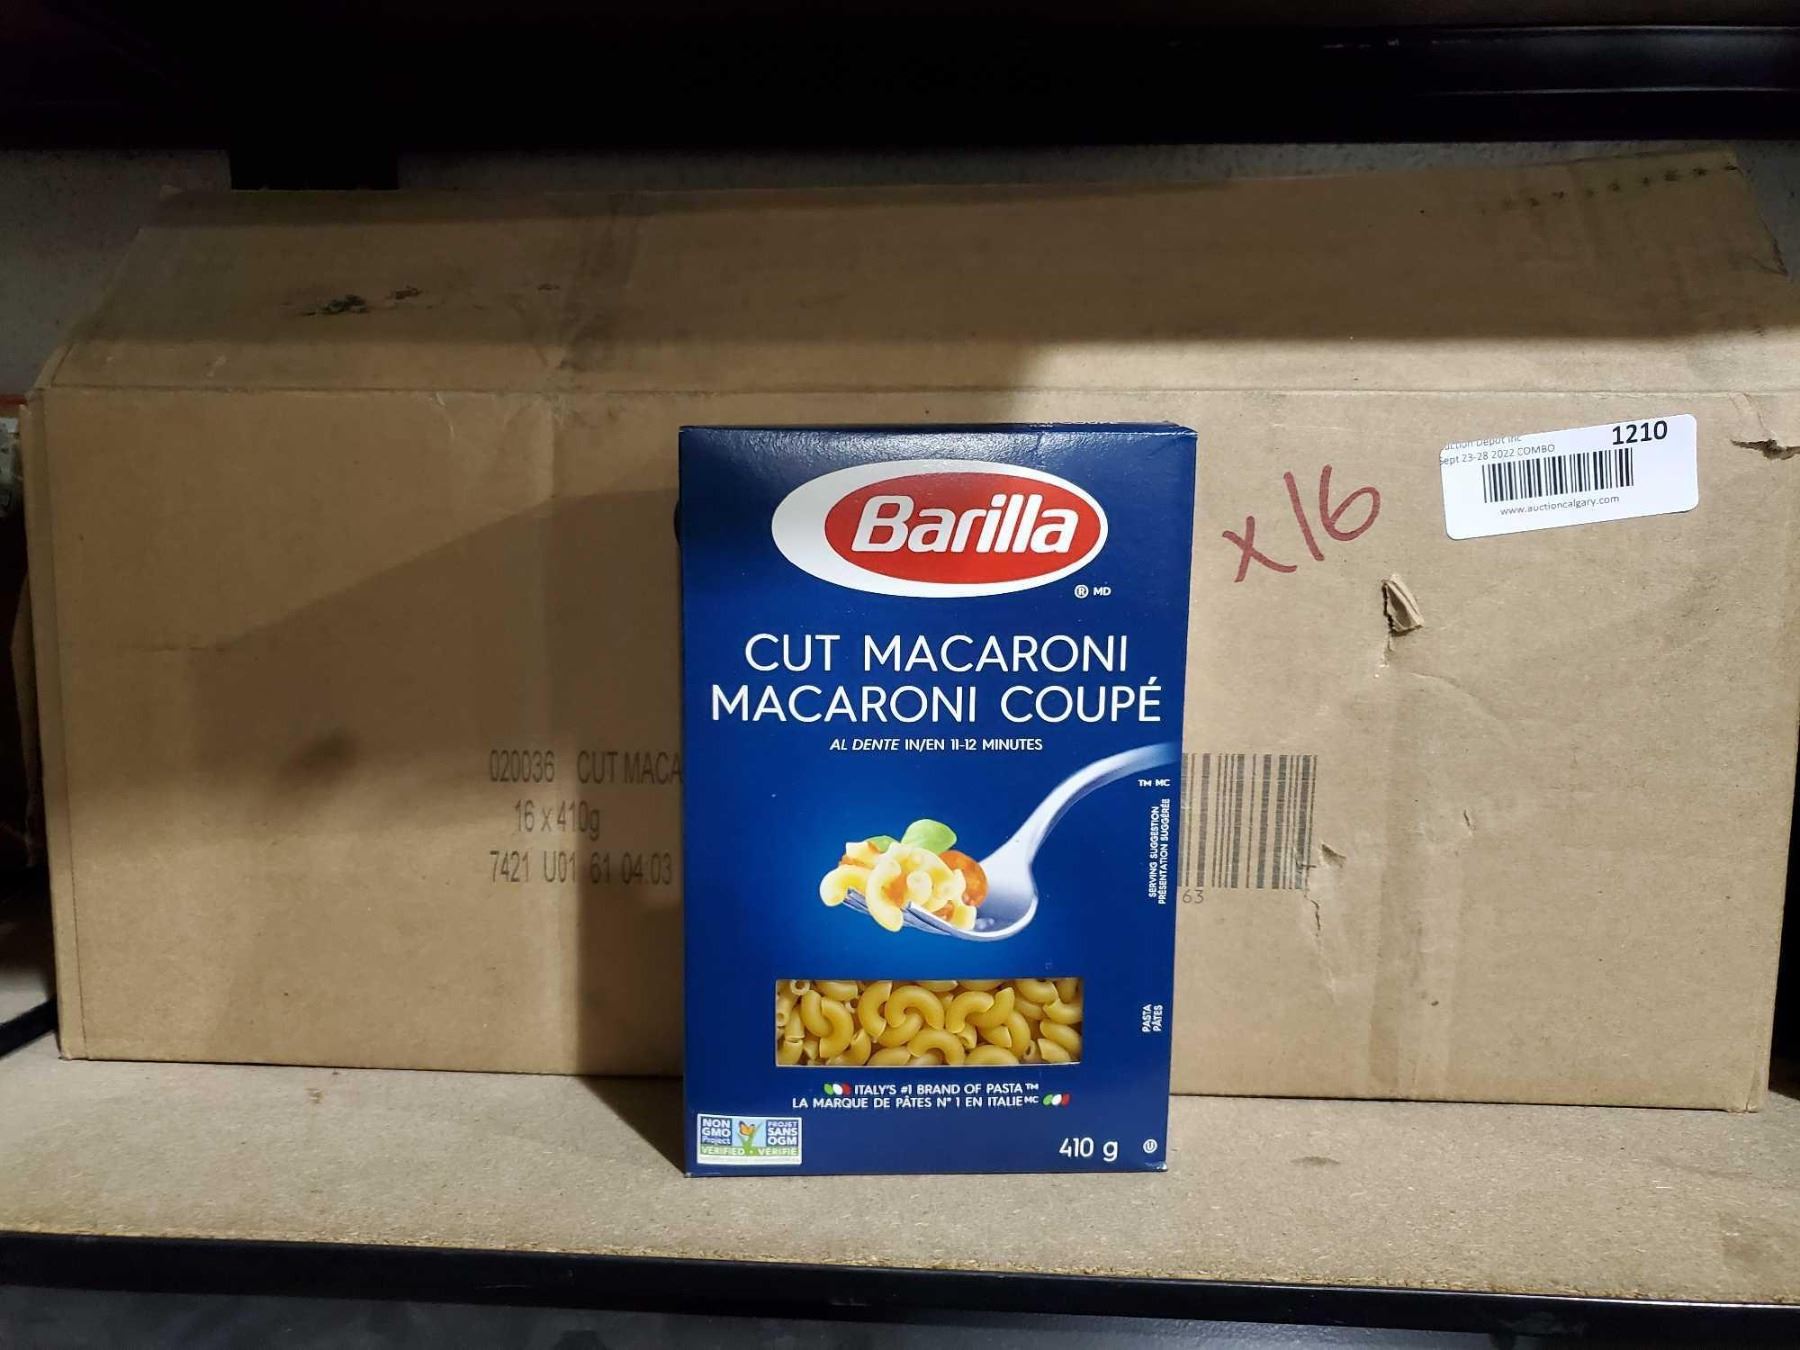 1210
Sept 23-28 2022 COMBO
www.auctioncalgary.com
x16
Barilla
® MD
CUT MACARONI
MACARONI COUPÉ
AL DENTE IN/EN 11-12 MINUTES
TM MC
SERVING SUGGESTION
PRÉSENTATION SUGGÉRÉE
020036 CUT MACA
16 x 410g
7421 U01 61 04:03
63
PASTA
PÂTES
ITALY'S #1 BRAND OF PASTA TM
LA MARQUE DE PÂTES N° 1 EN ITALIE MC
NON
GMO
Project
VERIFIED
PROJET
SANS
OGM
VÉRIFIÉ
410 g
U